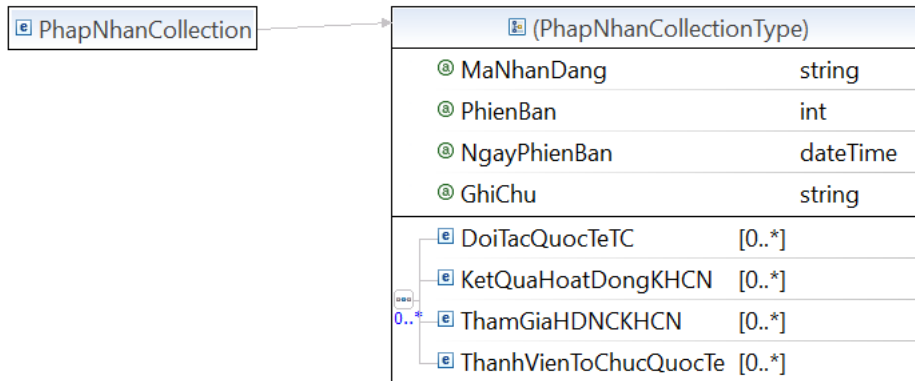 e PhapNhanCollection
(PhapNhanCollectionType)
a MaNhanDang string
a PhienBan int
a NgayPhienBan dateTime
a GhiChu string
e DoiTacQuocTeTC [0..*]
e KetQuaHoatDongKHCN [0..*]
0..*
e ThamGiaHDNCKHCN [0..*]
e ThanhVienToChucQuocTe [0..*]